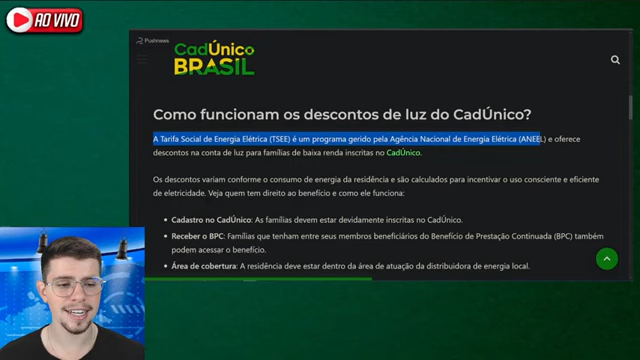 AO VIVO
Pushnews
CadÚnico
BRASIL
Como funcionam os descontos de luz do CadÚnico?
A Tarifa Social de Energia Elétrica (TSEE) é um programa gerido pela Agência Nacional de Energia Elétrica (ANEEL) e oferece
descontos na conta de luz para famílias de baixa renda inscritas no CadÚnico.
Os descontos variam conforme o consumo de energia da residência e são calculados para incentivar o uso consciente e eficiente
de eletricidade. Veja quem tem direito ao benefício e como ele funciona:
• Cadastro no CadÚnico: As famílias devem estar devidamente inscritas no CadÚnico.
• Receber o BPC: Famílias que tenham entre seus membros beneficiários do Benefício de Prestação Continuada (BPC) também
podem acessar o benefício.
• Área de cobertura: A residência deve estar dentro da área de atuação da distribuidora de energia local.